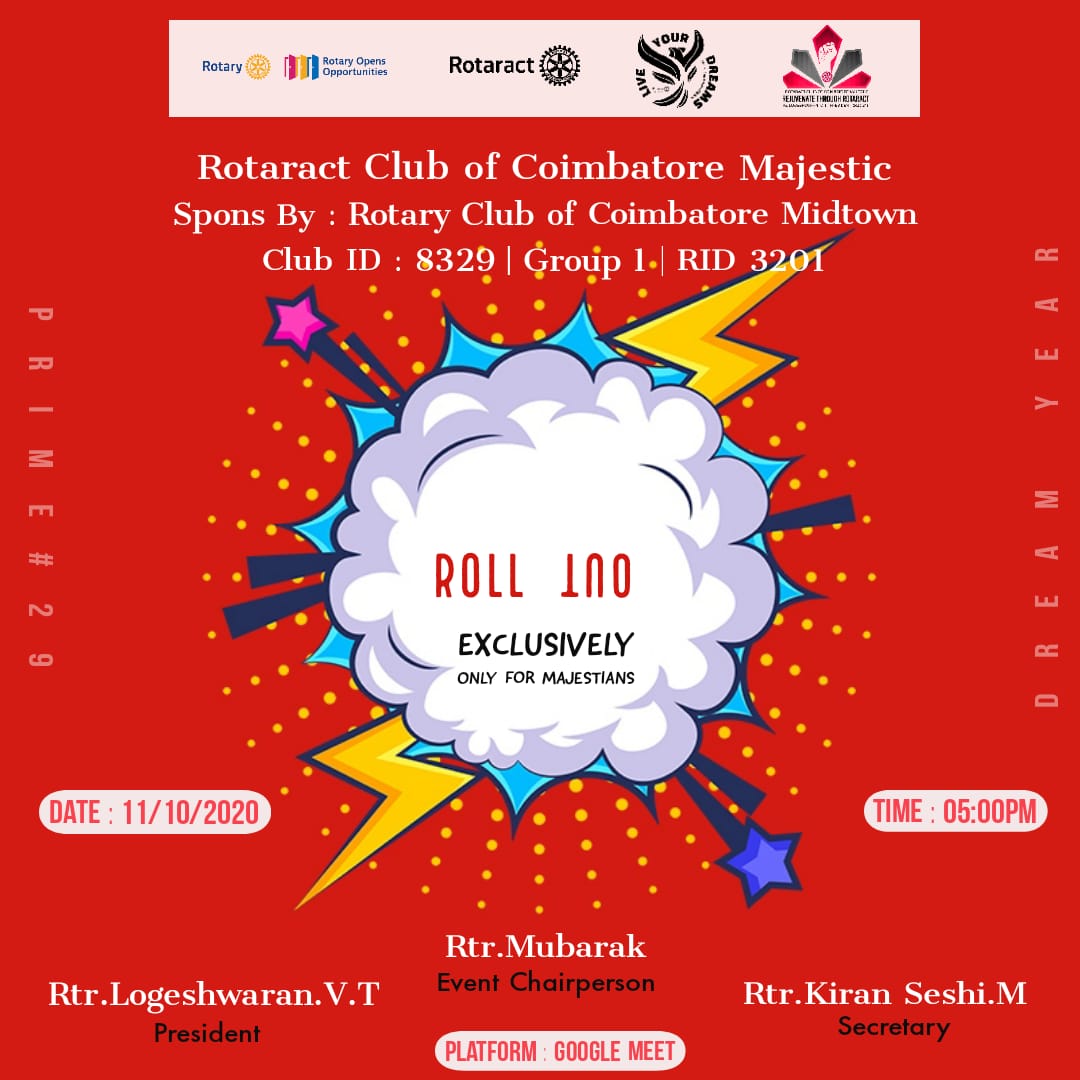 Rotary
Rotary Opens
Opportunities
Rotaract
LIVE YOUR DREAMS
REJUVENATE THROUGH ROTARACT
Rotaract Club of Coimbatore Majestic
Spons By : Rotary Club of Coimbatore Midtown
Club ID : 8329 | Group 1 | RID 3201
PRIME#29
DREAM YEAR
ROLL OUT
EXCLUSIVELY
ONLY FOR MAJESTIANS
DATE : 11/10/2020
TIME : 05:00PM
Rtr.Mubarak
Event Chairperson
Rtr.Logeshwaran.V.T
President
Rtr.Kiran Seshi.M
Secretary
PLATFORM : GOOGLE MEET